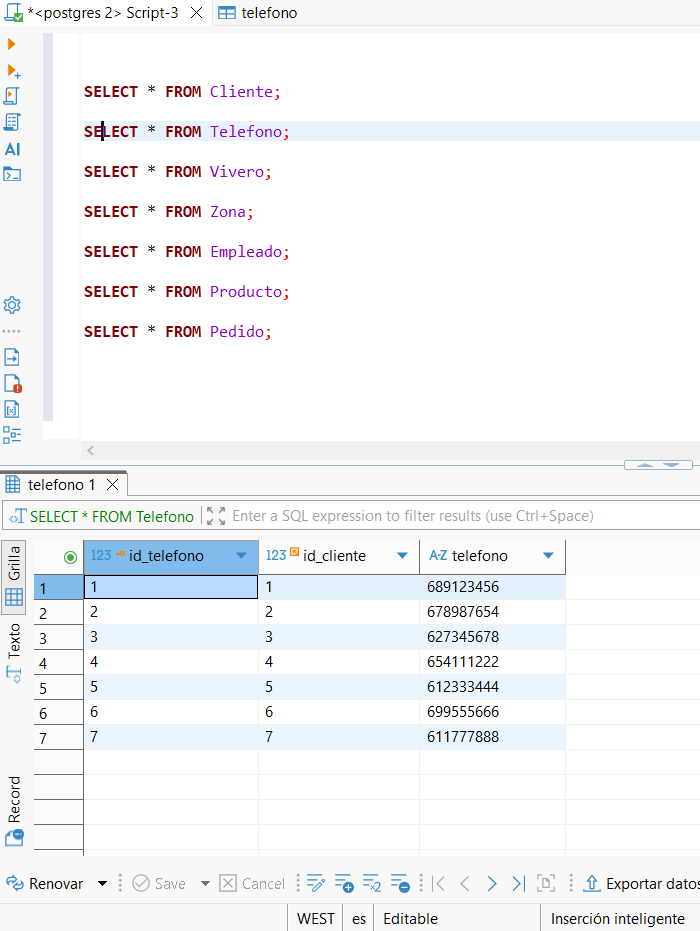 *<postgres 2> Script-3
telefono
SELECT * FROM Cliente;
SELECT * FROM Telefono;
AI
SELECT * FROM Vivero;
SELECT * FROM Zona;
SELECT * FROM Empleado;
SELECT * FROM Producto;
SELECT * FROM Pedido;
telefono 1
SELECT * FROM Telefono
Enter a SQL expression to filter results (use Ctrl+Space)
Grilla
Texto
Record
123 id_telefono 123 id_cliente A-Z telefono
1 1 1 689123456
2 2 2 678987654
3 3 3 627345678
4 4 4 654111222
5 5 5 612333444
6 6 6 699555666
7 7 7 611777888
Renovar Save Cancel Exportar datos
WEST es Editable Inserción inteligente